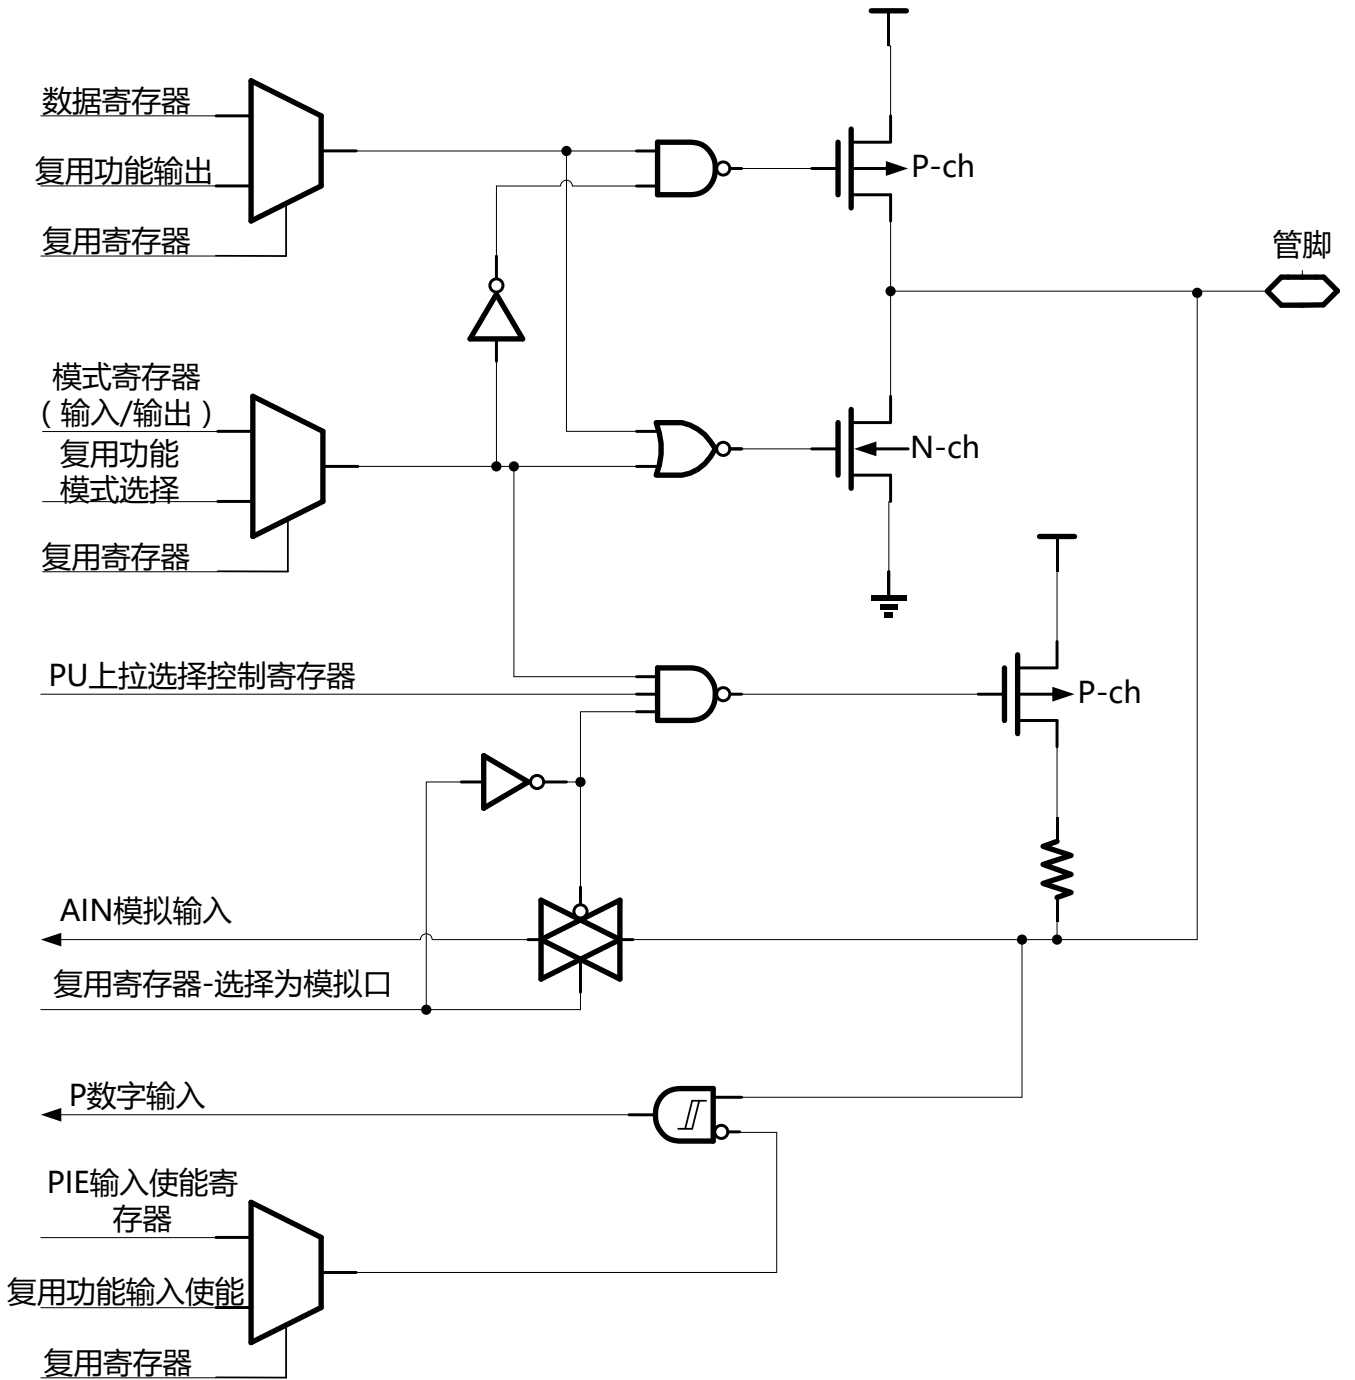 数据寄存器
复用功能输出
复用寄存器
P-ch
管脚
模式寄存器
（输入/输出）
复用功能
模式选择
复用寄存器
N-ch
PU上拉选择控制寄存器
P-ch
AIN模拟输入
复用寄存器-选择为模拟口
P数字输入
PIE输入使能寄
存器
复用功能输入使能
复用寄存器